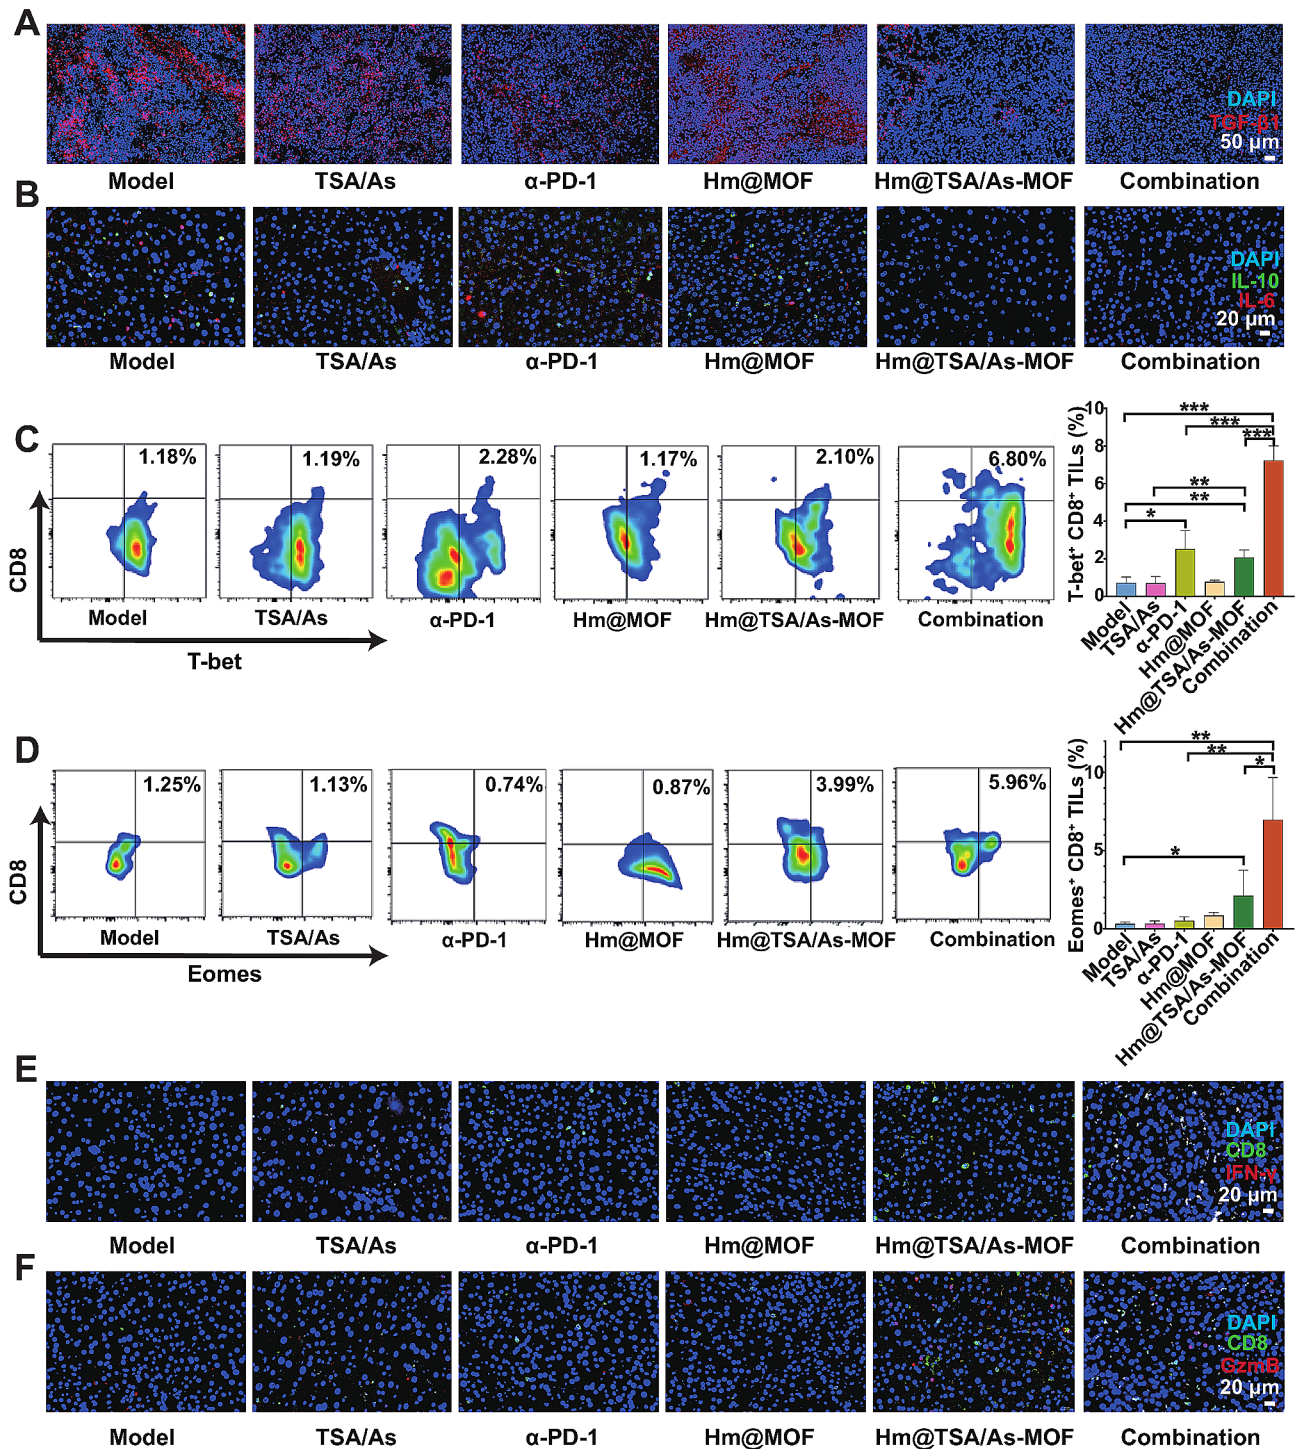 A
DAPI
TGF-β1
50 μm
Model TSA/As α-PD-1 Hm@MOF Hm@TSA/As-MOF Combination
B
DAPI
IL-10
IL-6
20 μm
Model TSA/As α-PD-1 Hm@MOF Hm@TSA/As-MOF Combination
C
1.18% 1.19% 2.28% 1.17% 2.10% 6.80%
CD8
Model TSA/As α-PD-1 Hm@MOF Hm@TSA/As-MOF Combination
T-bet
T-bet⁺ CD8⁺ TILs (%)
10
8
6
4
2
0
***
***
***
**
**
*
Model
TSA/As
α-PD-1
Hm@MOF
Hm@TSA/As-MOF
Combination
D
1.25% 1.13% 0.74% 0.87% 3.99% 5.96%
CD8
Model TSA/As α-PD-1 Hm@MOF Hm@TSA/As-MOF Combination
Eomes
Eomes⁺ CD8⁺ TILs (%)
10
5
0
**
**
*
*
Model
TSA/As
α-PD-1
Hm@MOF
Hm@TSA/As-MOF
Combination
E
DAPI
CD8
IFN-γ
20 μm
Model TSA/As α-PD-1 Hm@MOF Hm@TSA/As-MOF Combination
F
DAPI
CD8
GzmB
20 μm
Model TSA/As α-PD-1 Hm@MOF Hm@TSA/As-MOF Combination